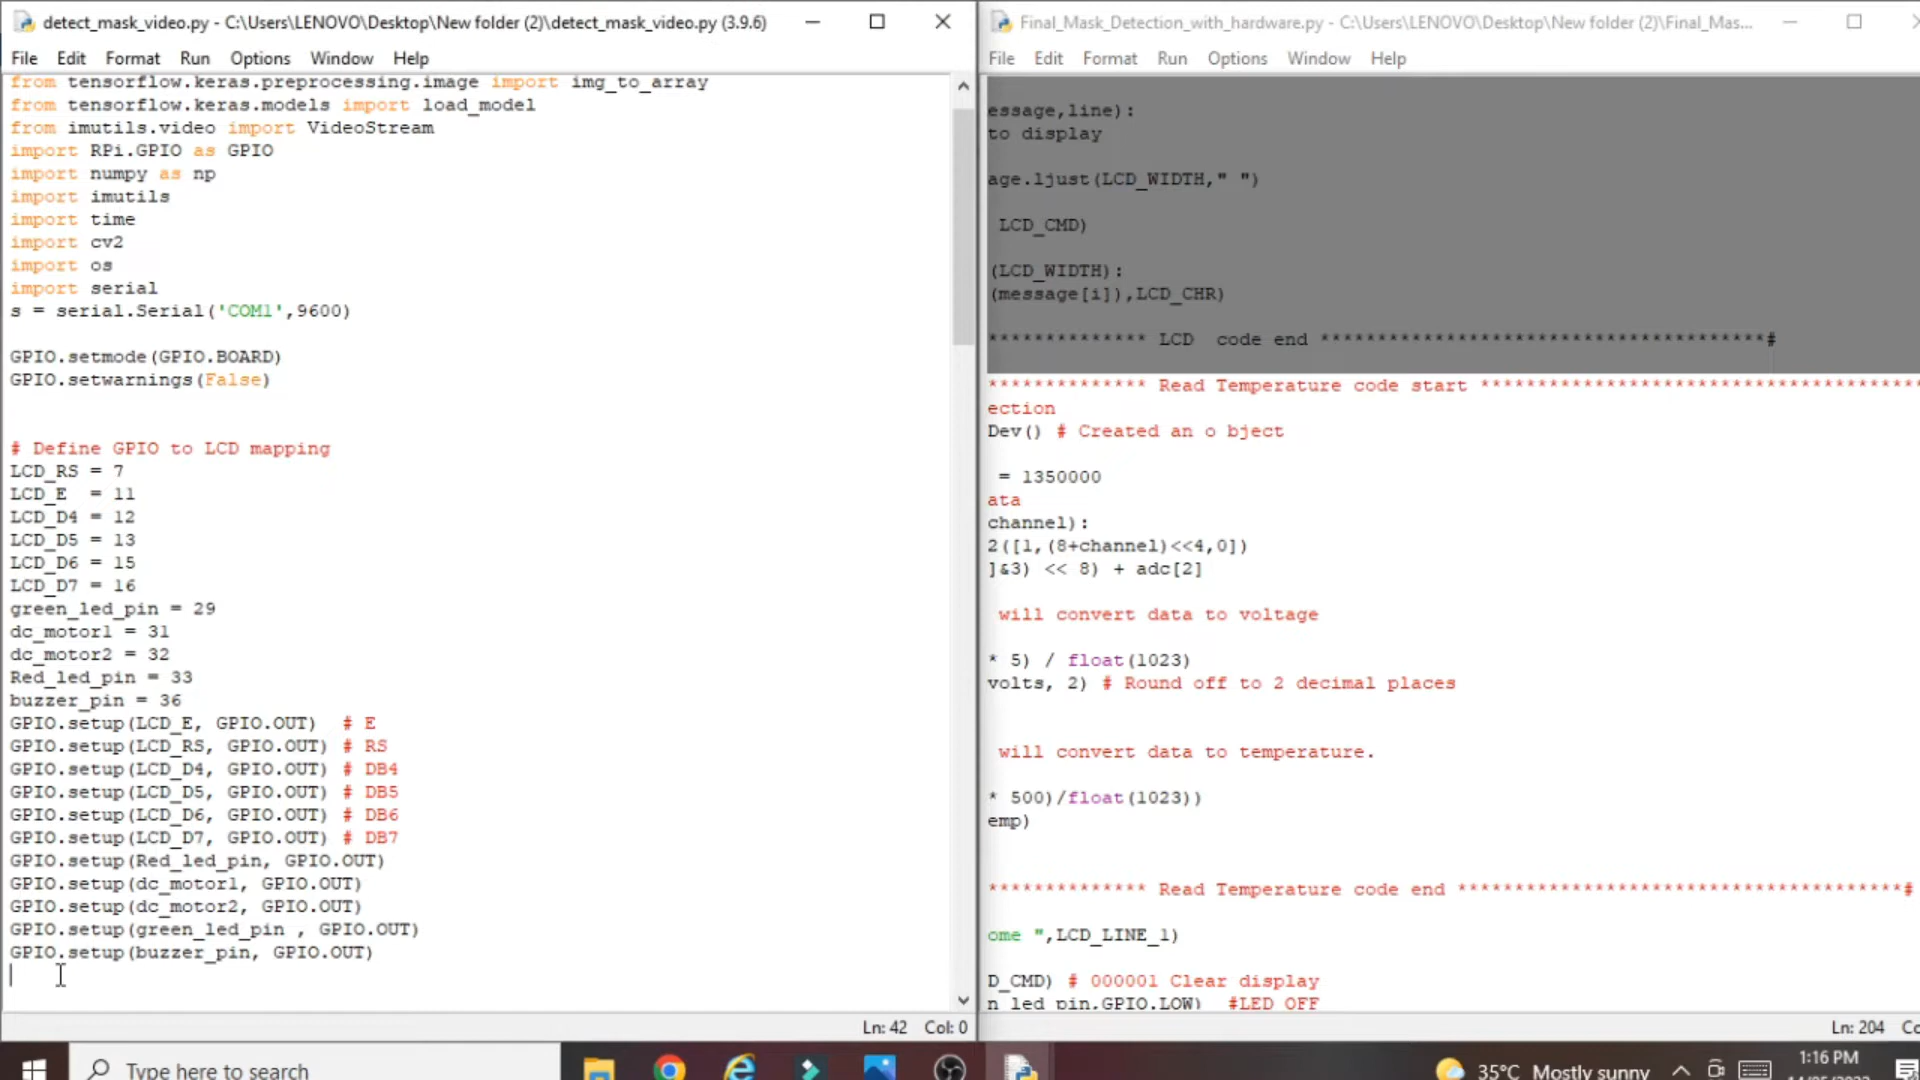 detect_mask_video.py - C:\Users\LENOVO\Desktop\New folder (2)\detect_mask_video.py (3.9.6)
File Edit Format Run Options Window Help
from tensorflow.keras.preprocessing.image import img_to_array
from tensorflow.keras.models import load_model
from imutils.video import VideoStream
import RPi.GPIO as GPIO
import numpy as np
import imutils
import time
import cv2
import os
import serial
s = serial.Serial('COM1',9600)
GPIO.setmode(GPIO.BOARD)
GPIO.setwarnings(False)
# Define GPIO to LCD mapping
LCD_RS = 7
LCD_E  = 11
LCD_D4 = 12
LCD_D5 = 13
LCD_D6 = 15
LCD_D7 = 16
green_led_pin = 29
dc_motor1 = 31
dc_motor2 = 32
Red_led_pin = 33
buzzer_pin = 36
GPIO.setup(LCD_E, GPIO.OUT)  # E
GPIO.setup(LCD_RS, GPIO.OUT) # RS
GPIO.setup(LCD_D4, GPIO.OUT) # DB4
GPIO.setup(LCD_D5, GPIO.OUT) # DB5
GPIO.setup(LCD_D6, GPIO.OUT) # DB6
GPIO.setup(LCD_D7, GPIO.OUT) # DB7
GPIO.setup(Red_led_pin, GPIO.OUT)
GPIO.setup(dc_motor1, GPIO.OUT)
GPIO.setup(dc_motor2, GPIO.OUT)
GPIO.setup(green_led_pin , GPIO.OUT)
GPIO.setup(buzzer_pin, GPIO.OUT)
Ln: 42 Col: 0
Final_Mask_Detection_with_hardware.py - C:\Users\LENOVO\Desktop\New folder (2)\Final_Mas...
File Edit Format Run Options Window Help
essage,line):
to display
age.ljust(LCD_WIDTH," ")
LCD_CMD)
(LCD_WIDTH):
(message[i]),LCD_CHR)
************** LCD  code end ***************************************#
************** Read Temperature code start ***************************************
ection
Dev() # Created an o bject
= 1350000
ata
channel):
2([1,(8+channel)<<4,0])
]&3) << 8) + adc[2]
will convert data to voltage
* 5) / float(1023)
volts, 2) # Round off to 2 decimal places
will convert data to temperature.
* 500)/float(1023))
emp)
************** Read Temperature code end ***************************************#
ome ",LCD_LINE_1)
D_CMD) # 000001 Clear display
n_led_pin,GPIO.LOW)  #LED OFF
Ln: 204 Co
Type here to search
35°C Mostly sunny
1:16 PM